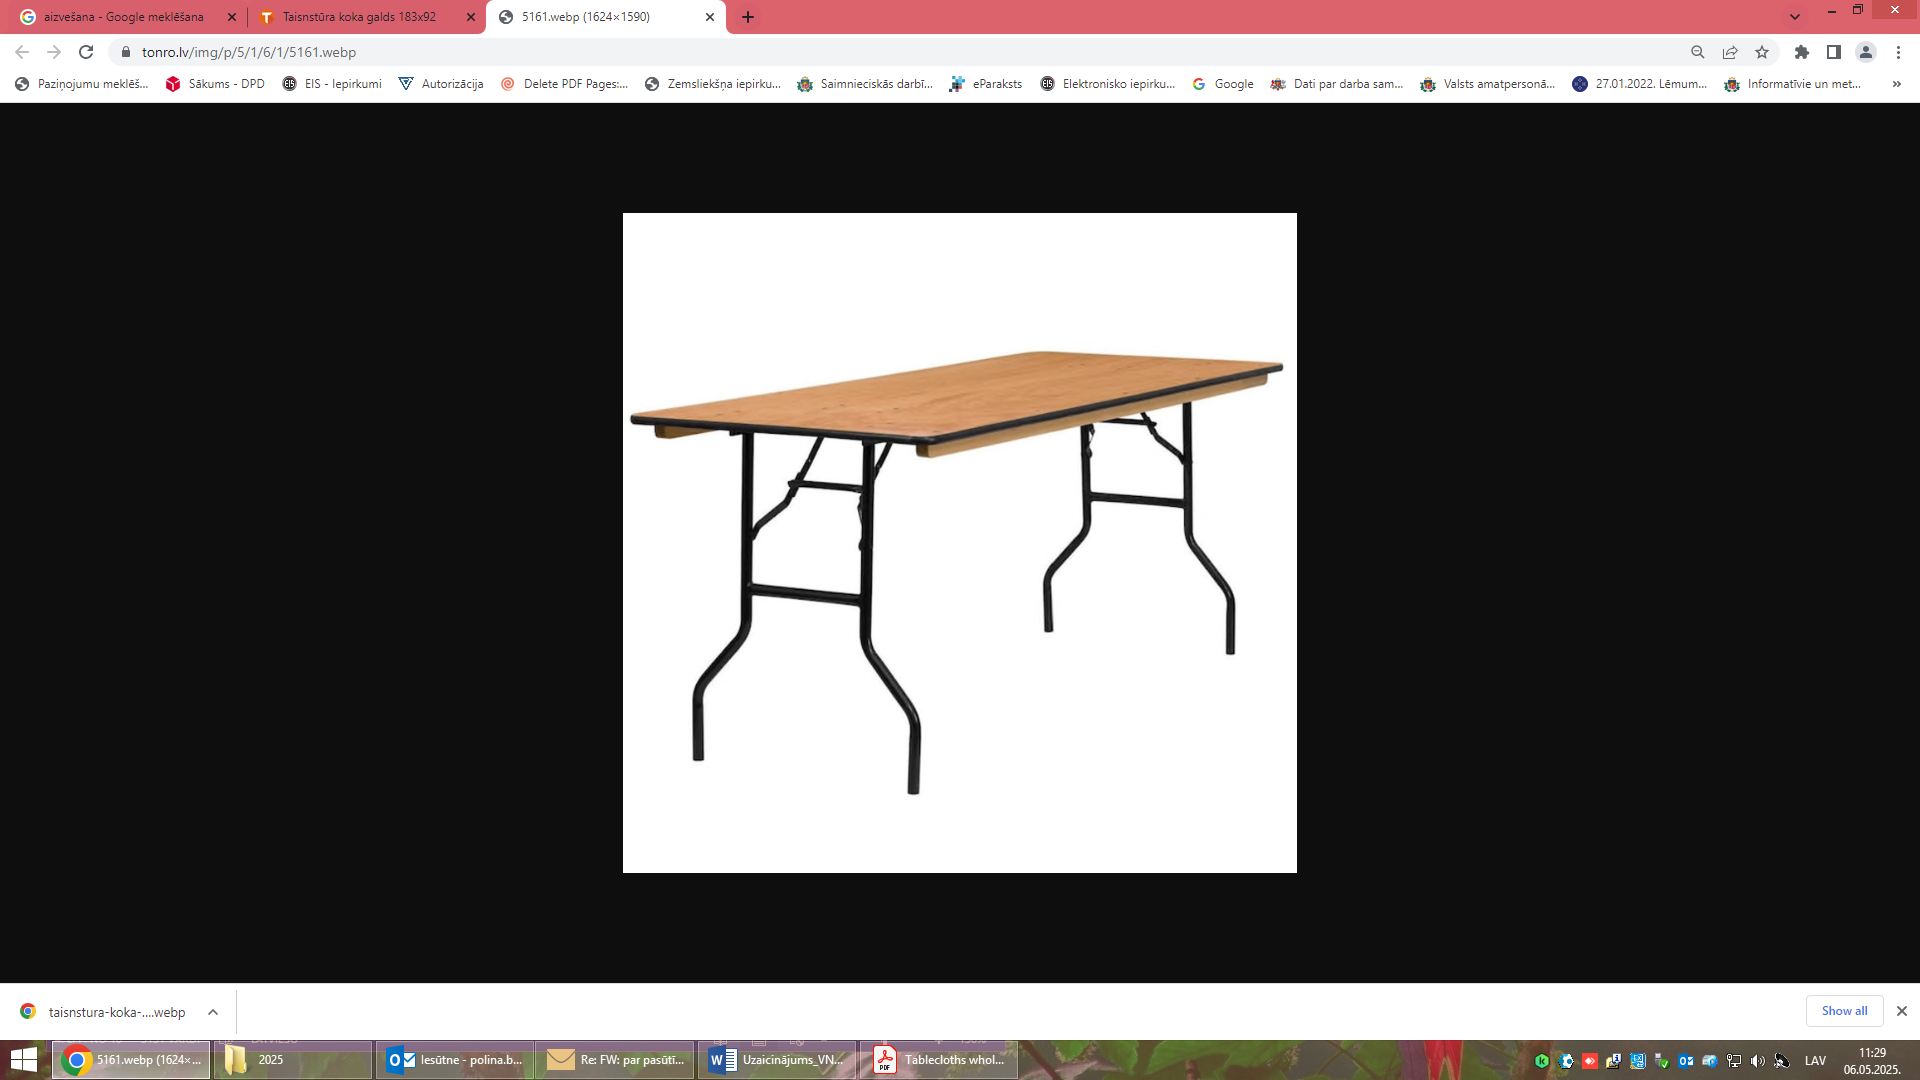 aizvešana - Google meklēšana
Taisnstūra koka galds 183x92
5161.webp (1624×1590)
tonro.lv/img/p/5/1/6/1/5161.webp
Paziņojumu meklēš...
Sākums - DPD
EIS - Iepirkumi
Autorizācija
Delete PDF Pages:...
Zemsliekšņa iepirku...
Saimnieciskās darbī...
eParaksts
Elektronisko iepirku...
Google
Dati par darba sam...
Valsts amatpersonā...
27.01.2022. Lēmum...
Informatīvie un met...
taisnstura-koka-....webp
Show all
5161.webp (1624×...
2025
Iesūtne - polina.b...
Re: FW: par pasūtī...
Uzaicinājums_VN...
Tablecloths whol...
LAV
11:29
06.05.2025.